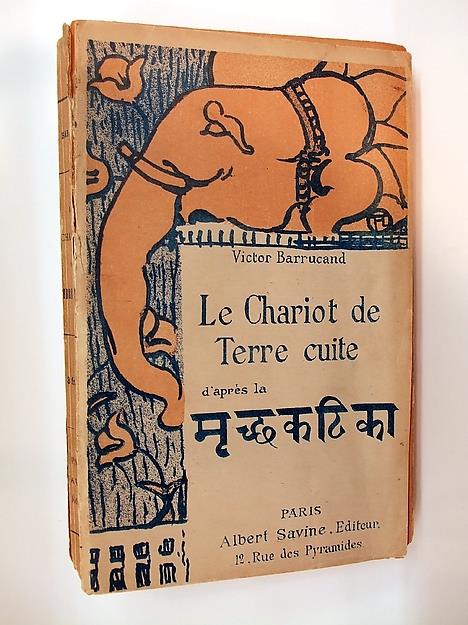 Victor Barrucand
Le Chariot de
Terre cuite
d'après la
मृच्छकटिका
PARIS
Albert Savine. Editeur.
12. Rue des Pyramides